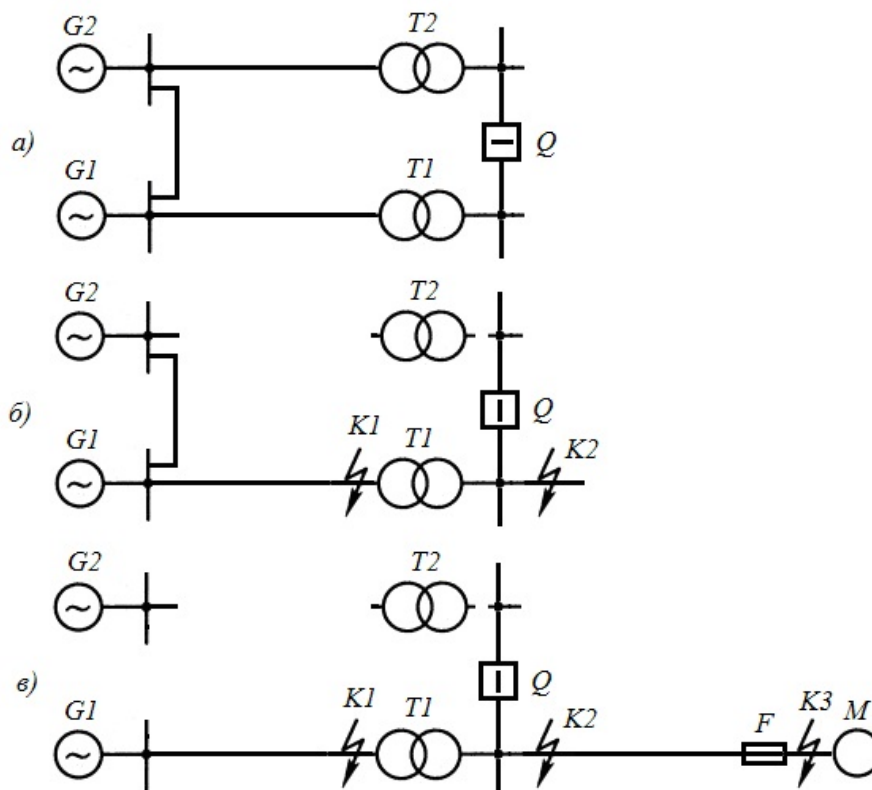 G2 T2
а) Q
G1 T1
G2 T2
б) K1 Q K2
G1 T1
G2 T2
в) K1 Q K2 F K3 M
G1 T1